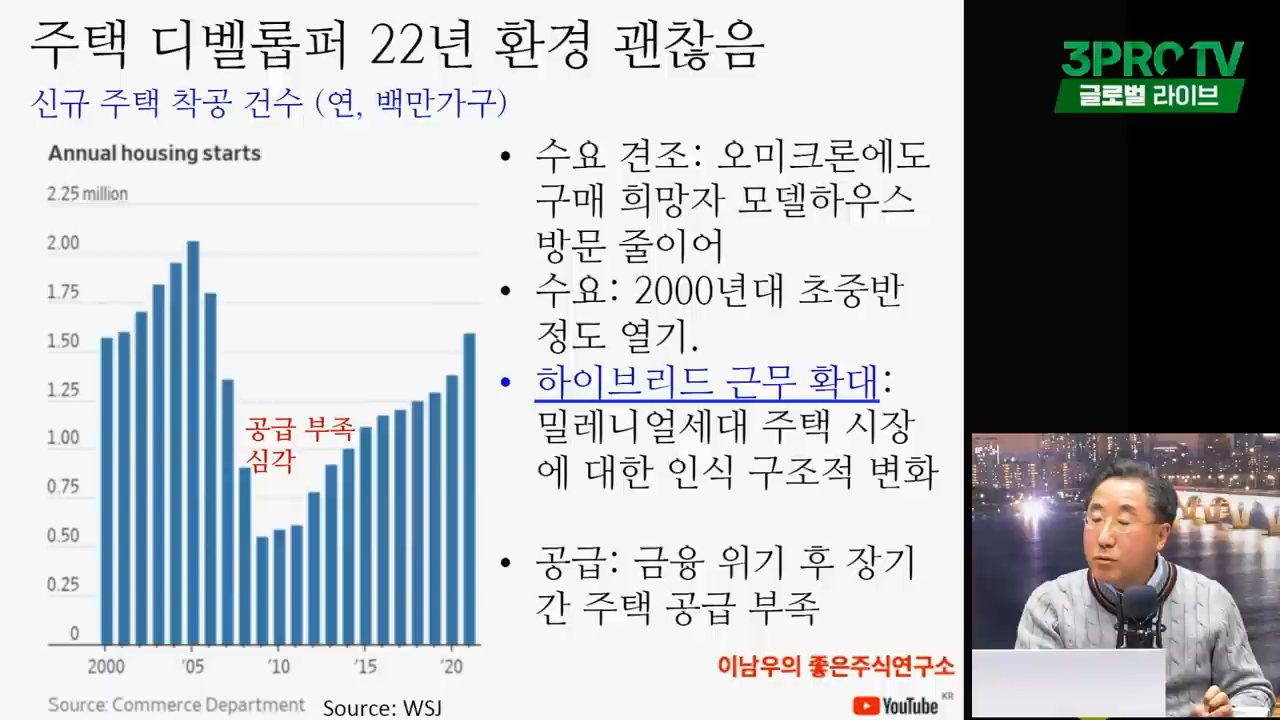 주택 디벨롭퍼 22년 환경 괜찮음
신규 주택 착공 건수 (연, 백만가구)
Annual housing starts
2.25 million
2.00
1.75
1.50
1.25
1.00
0.75
0.50
0.25
0
공급 부족
심각
2000
'05
'10
'15
'20
Source: Commerce Department
Source: WSJ
• 수요 견조: 오미크론에도
구매 희망자 모델하우스
방문 줄이어
• 수요: 2000년대 초중반
정도 열기.
• 하이브리드 근무 확대:
밀레니얼세대 주택 시장
에 대한 인식 구조적 변화
• 공급: 금융 위기 후 장기
간 주택 공급 부족
이남우의 좋은주식연구소
YouTube KR
3PRO TV
글로벌 라이브